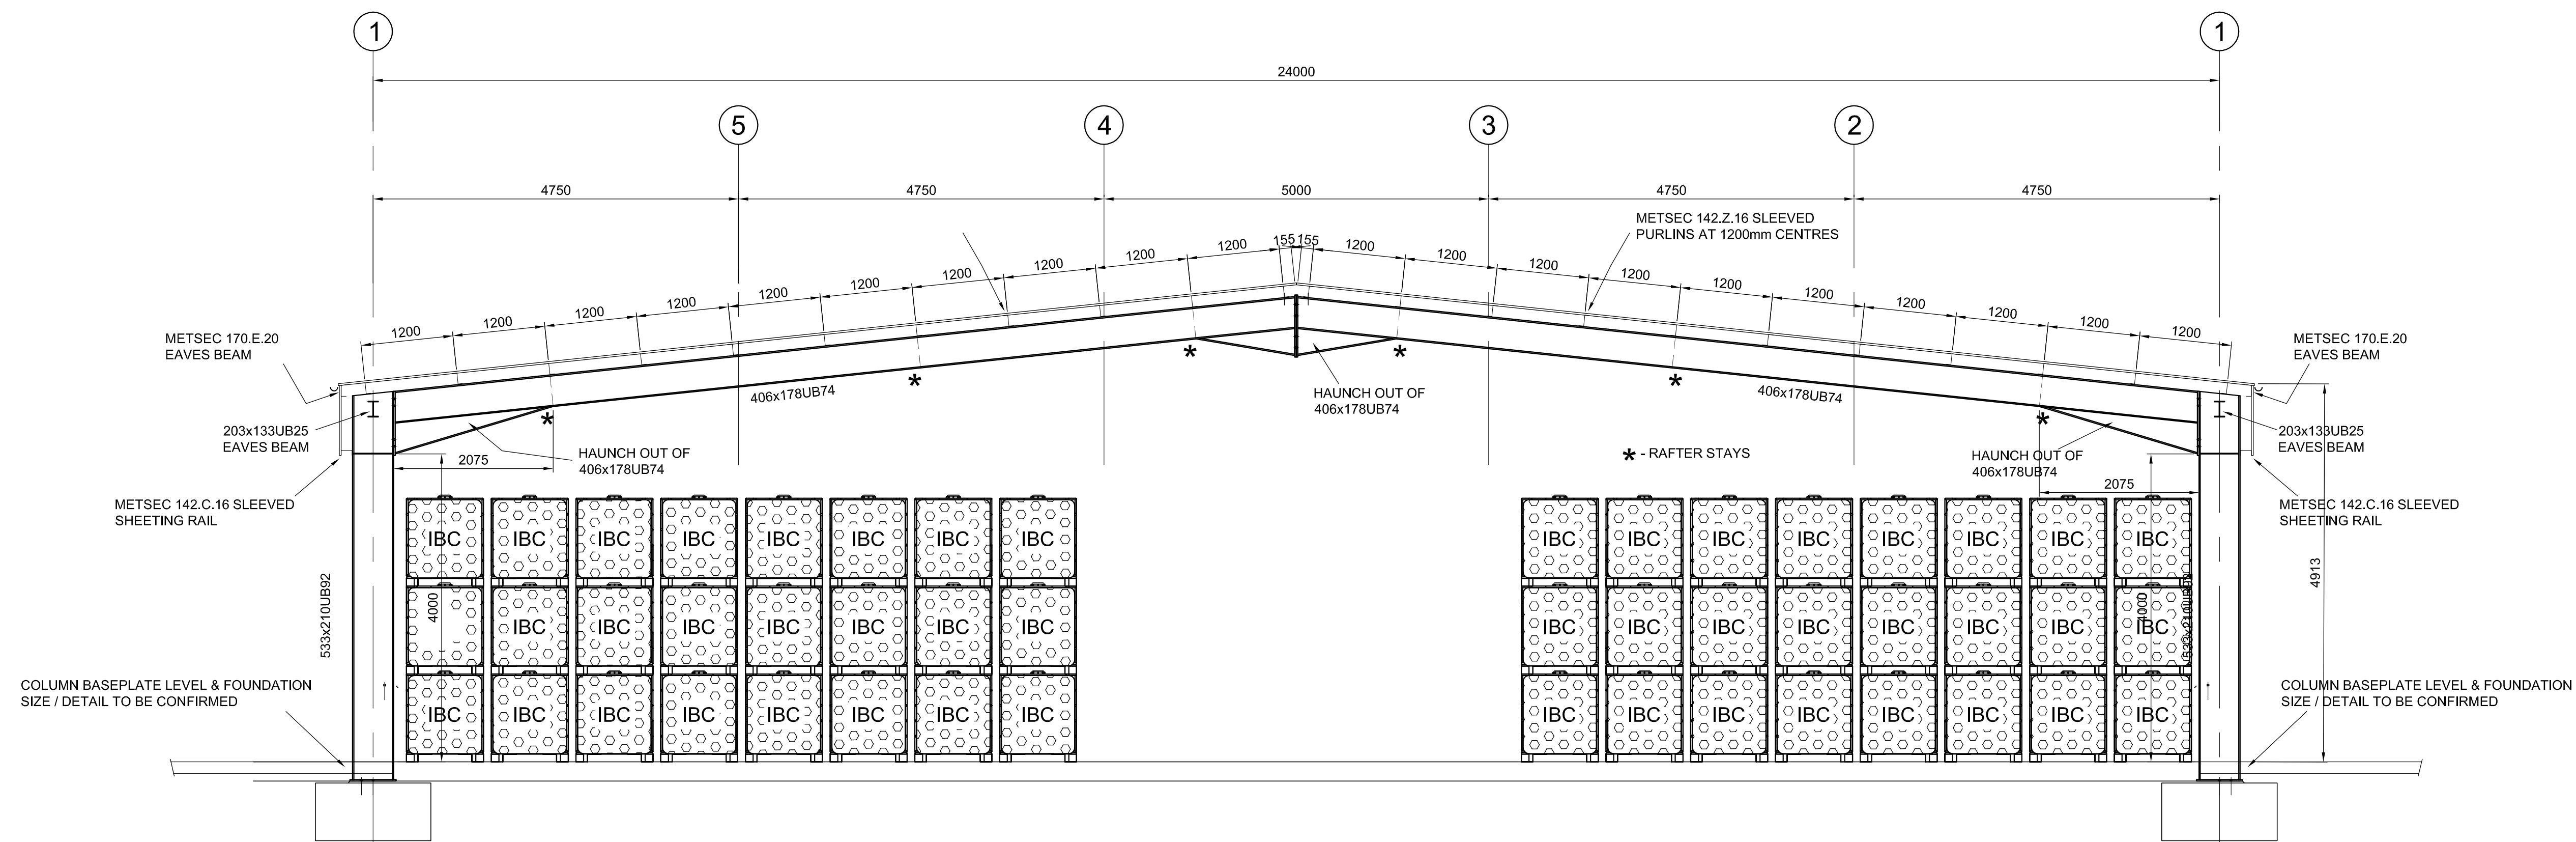 1
1
24000
5
4
3
2
4750
4750
5000
4750
4750
METSEC 142.Z.16 SLEEVED
PURLINS AT 1200mm CENTRES
1200
1200
1200
1200
1200
1200
1200
1200
1200
1200
155
155
1200
1200
1200
1200
1200
1200
1200
1200
1200
1200
METSEC 170.E.20
EAVES BEAM
METSEC 170.E.20
EAVES BEAM
406x178UB74
HAUNCH OUT OF
406x178UB74
406x178UB74
203x133UB25
EAVES BEAM
203x133UB25
EAVES BEAM
2075
HAUNCH OUT OF
406x178UB74
* - RAFTER STAYS
HAUNCH OUT OF
406x178UB74
2075
METSEC 142.C.16 SLEEVED
SHEETING RAIL
METSEC 142.C.16 SLEEVED
SHEETING RAIL
IBC IBC IBC IBC IBC IBC IBC IBC
IBC IBC IBC IBC IBC IBC IBC IBC
533x210UB92
4000
4000
533x210UB92
4913
IBC IBC IBC IBC IBC IBC IBC
IBC IBC IBC IBC IBC IBC IBC IBC
IBC IBC IBC IBC IBC IBC IBC IBC
IBC IBC IBC IBC IBC IBC IBC IBC
COLUMN BASEPLATE LEVEL & FOUNDATION
SIZE / DETAIL TO BE CONFIRMED
COLUMN BASEPLATE LEVEL & FOUNDATION
SIZE / DETAIL TO BE CONFIRMED